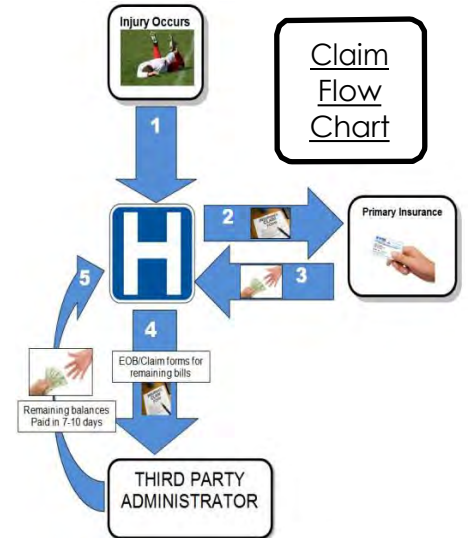 Injury Occurs
Claim
Flow
Chart
1
H
2
Primary Insurance
3
5
4
EOB/Claim forms for
remaining bills
Remaining balances
Paid in 7-10 days
THIRD PARTY
ADMINISTRATOR